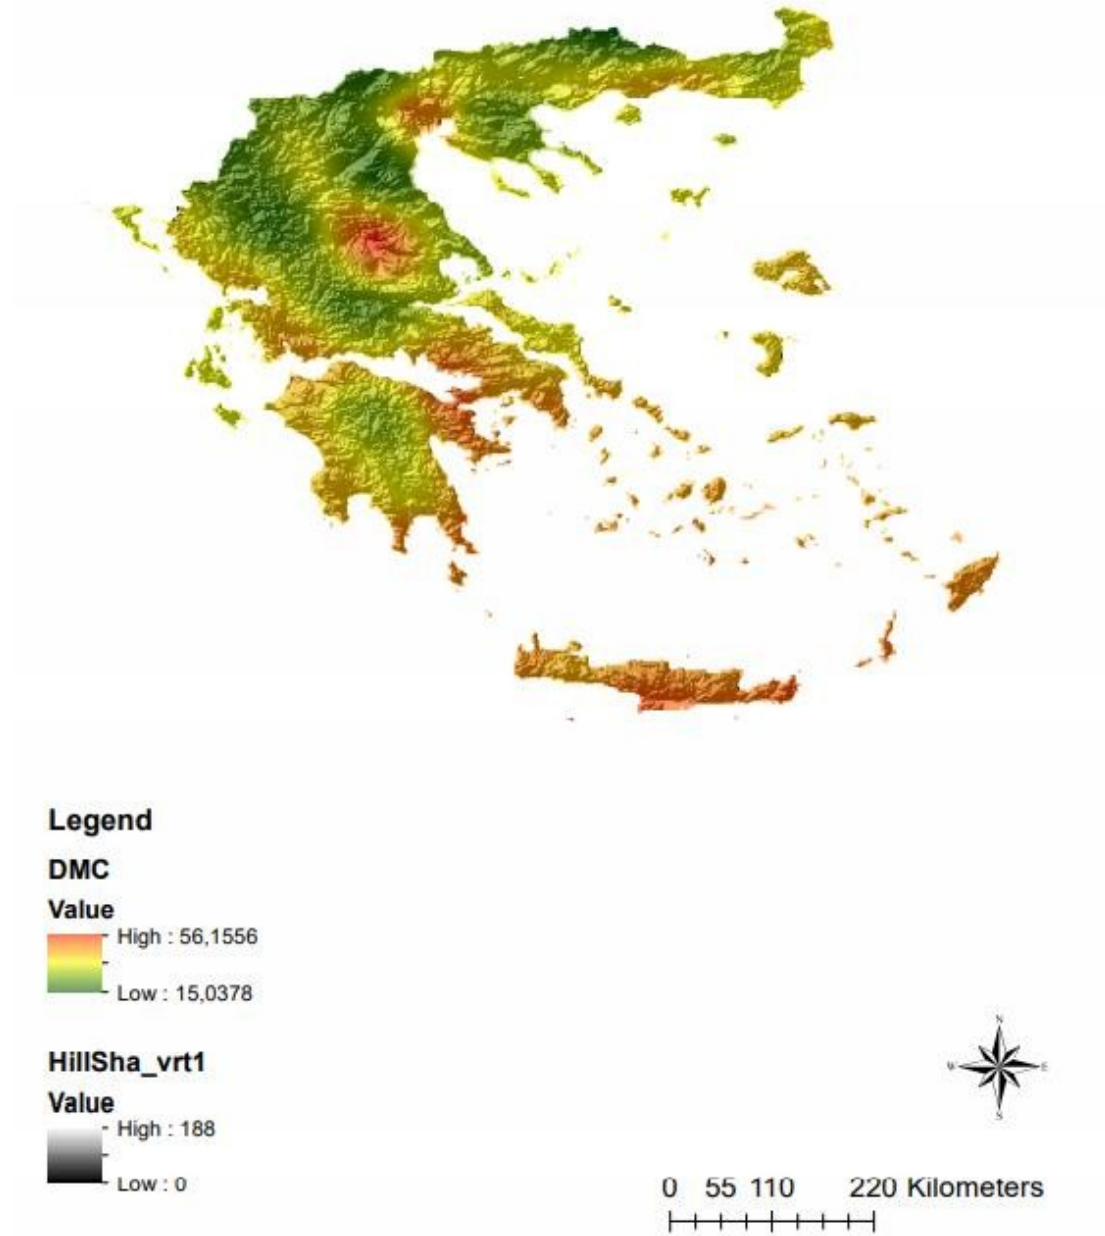 Legend
DMC
Value
High : 56,1556
Low : 15,0378
HillSha_vrt1
Value
High : 188
Low : 0
N
W E
S
0 55 110 220 Kilometers